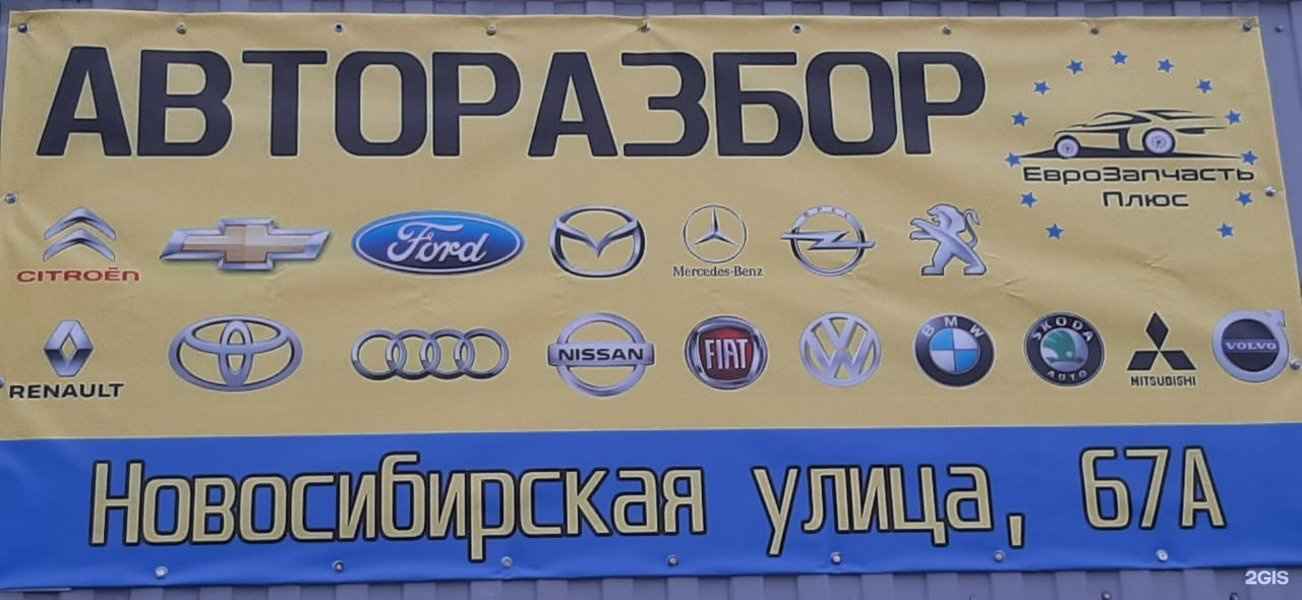 АВТОРАЗБОР
ЕвроЗапчасть
Плюс
CITROËN
Ford
Mercedes-Benz
OPEL
RENAULT
NISSAN
FIAT
BMW
SKODA
AUTO
MITSUBISHI
VOLVO
Новосибирская улица, 67А
2GIS